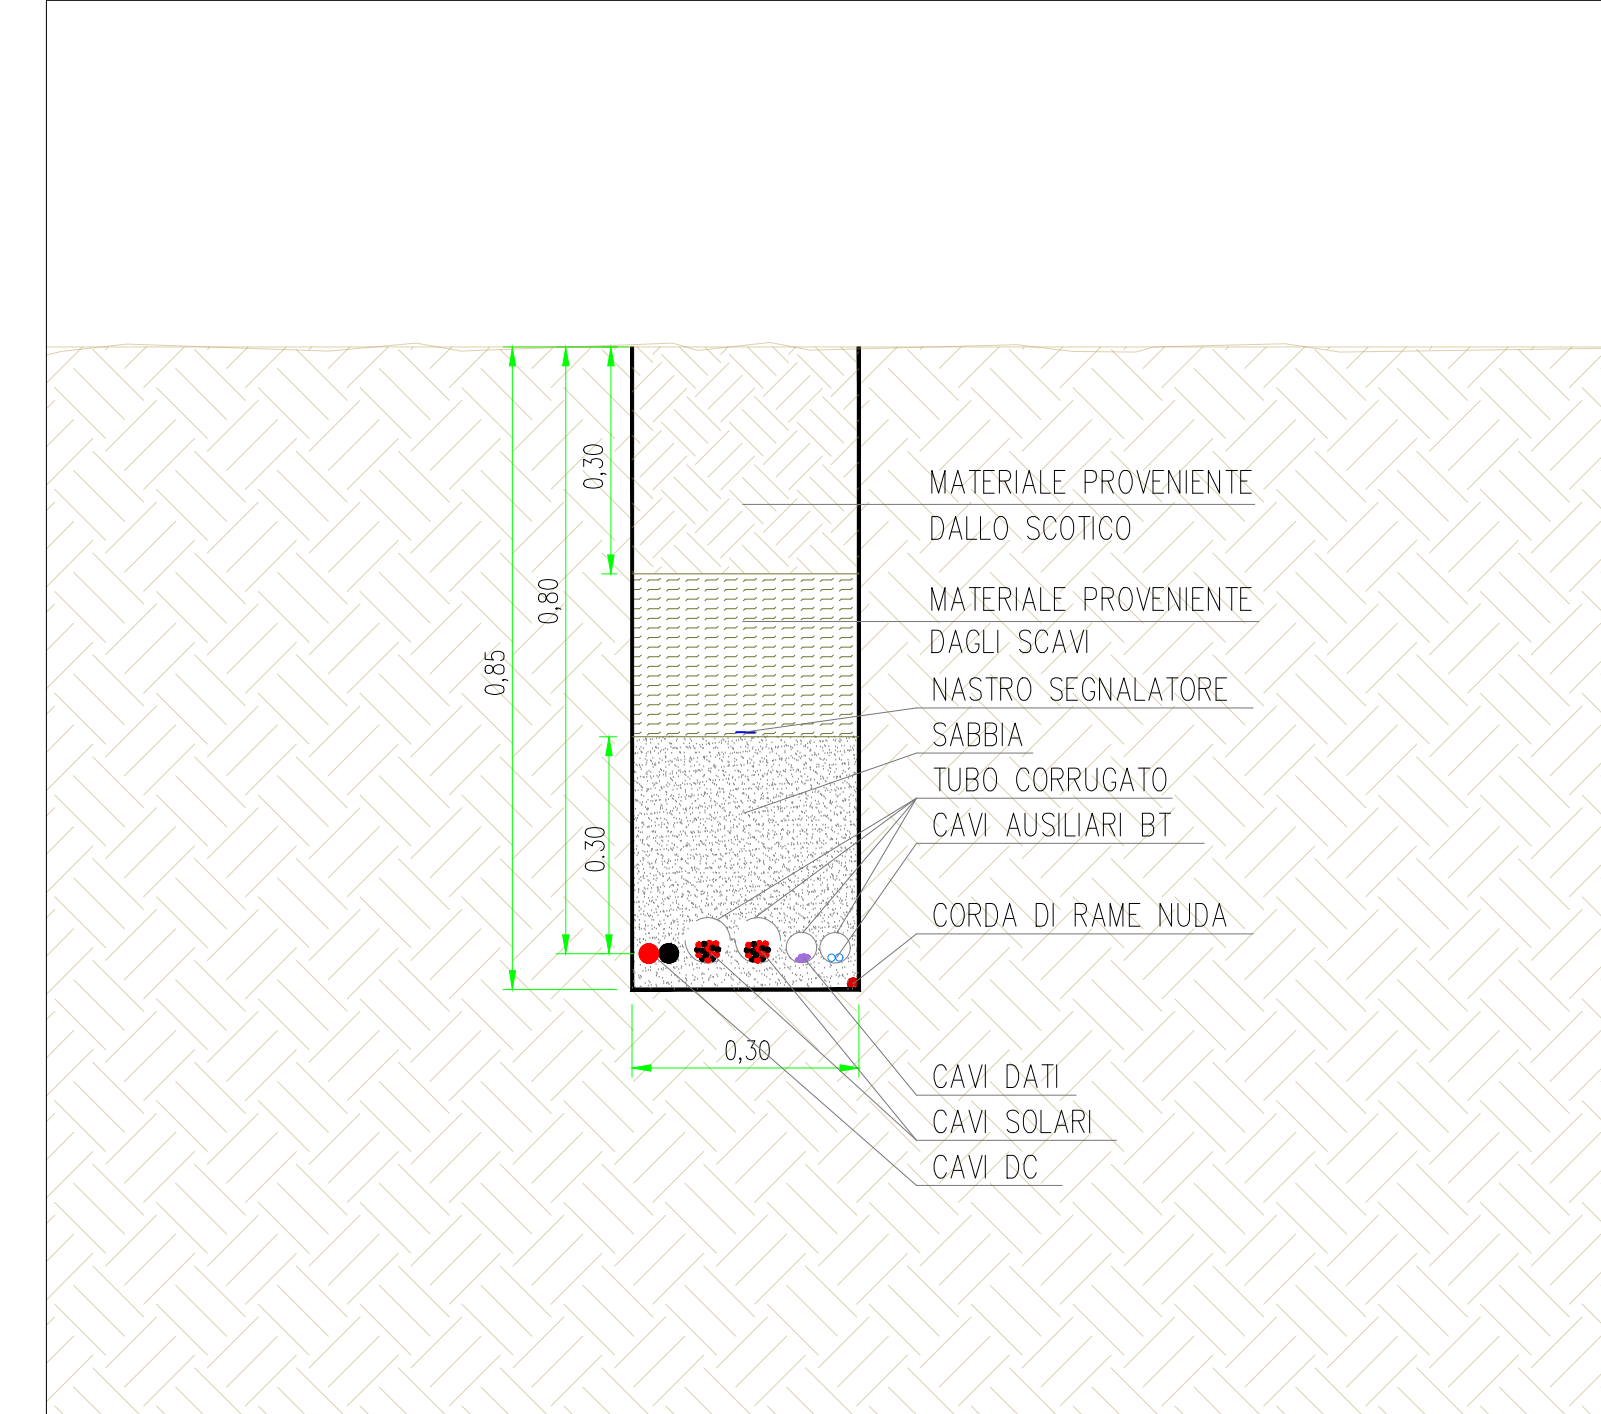 0,30
MATERIALE PROVENIENTE
DALLO SCOTICO
0,80
MATERIALE PROVENIENTE
DAGLI SCAVI
0,85
NASTRO SEGNALATORE
SABBIA
TUBO CORRUGATO
0.30
CAVI AUSILIARI BT
CORDA DI RAME NUDA
0,30
CAVI DATI
CAVI SOLARI
CAVI DC